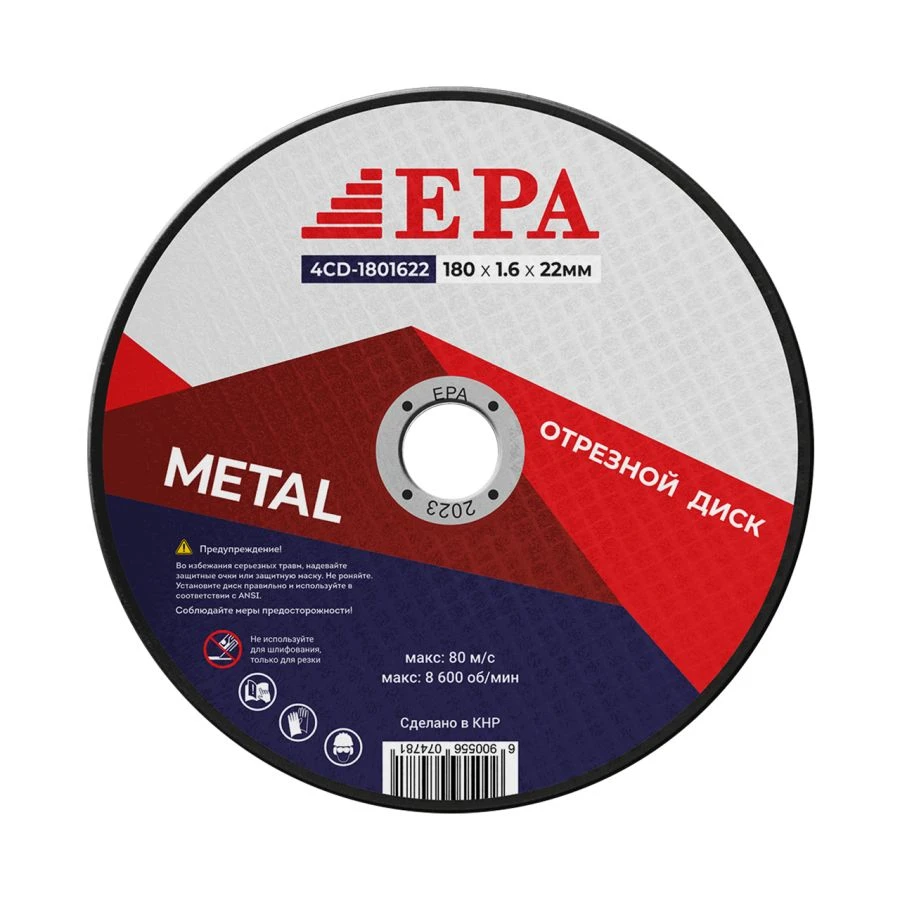 EPA
4CD-1801622 180 x 1.6 x 22мм
EPA
2023
METAL
ОТРЕЗНОЙ ДИСК
Предупреждение!
Во избежания серьезных травм, надевайте
защитные очки или защитную маску. Не роняйте.
Установите диск правильно и используйте в
соответствии с ANSI.
Соблюдайте меры предосторожности!
Не используйте
для шлифования,
только для резки
макс: 80 м/с
макс: 8 600 об/мин
Сделано в КНР
6 900556 074781